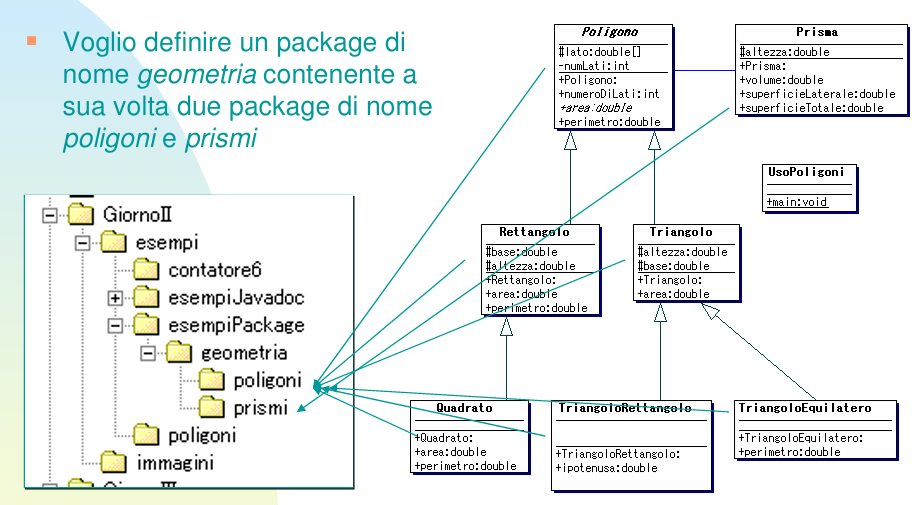 Voglio definire un package di
nome geometria contenente a
sua volta due package di nome
poligoni e prismi
GiornoII
esempi
contatore6
esempiJavadoc
esempiPackage
geometria
poligoni
prismi
poligoni
immagini
Poligono
#lato:double[]
-numLati:int
+Poligono:
+numeroDiLati:int
+area:double
+perimetro:double
Prisma
#altezza:double
+Prisma:
+volume:double
+superficieLaterale:double
+superficieTotale:double
UsoPoligoni
+main:void
Rettangolo
#base:double
#altezza:double
+Rettangolo:
+area:double
+perimetro:double
Triangolo
#altezza:double
#base:double
+Triangolo:
+area:double
Quadrato
+Quadrato:
+area:double
+perimetro:double
TriangoloRettangolo
+TriangoloRettangolo:
+ipotenusa:double
TriangoloEquilatero
+TriangoloEquilatero:
+perimetro:double